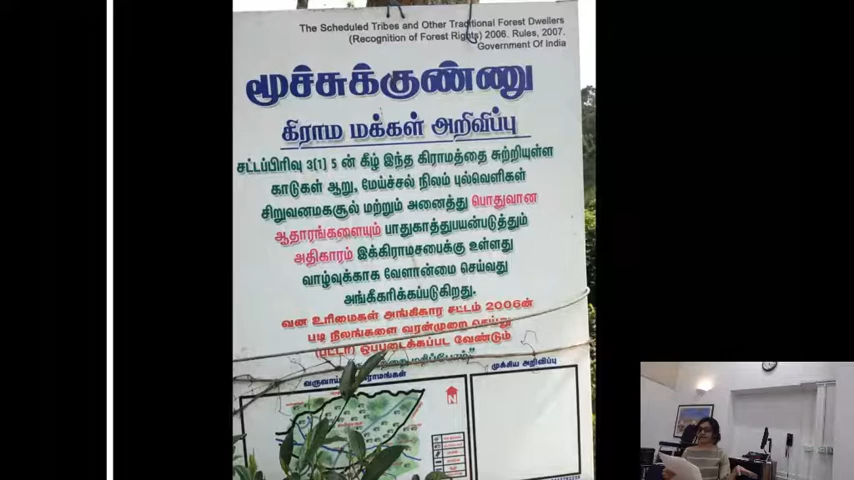 The Scheduled Tribes and Other Traditional Forest Dwellers
(Recognition of Forest Rights) 2006. Rules, 2007.
Government Of India
மூச்சுக்குண்ணு
கிராம மக்கள் அறிவிப்பு
சட்டப்பிரிவு 3(1) 5 ன் கீழ் இந்த கிராமத்தை சுற்றியுள்ள
காடுகள் ஆறு, மேய்ச்சல் நிலம் புல்வெளிகள்
சிறுவனமகசூல் மற்றும் அனைத்து பொதுவான
ஆதாரங்களையும் பாதுகாத்துபயன்படுத்தும்
அதிகாரம் இக்கிராமசபைக்கு உள்ளது
வாழ்வுக்காக வேளான்மை செய்வது
அங்கீகரிக்கப்படுகிறது.
வன உரிமைகள் அங்கிகார சட்டம் 2006ன்
படி நிலங்களை வரன்முறை செய்து
(பட்டா) ஒப்படைக்கப்பட வேண்டும்
முக்கிய அறிவிப்பு
N